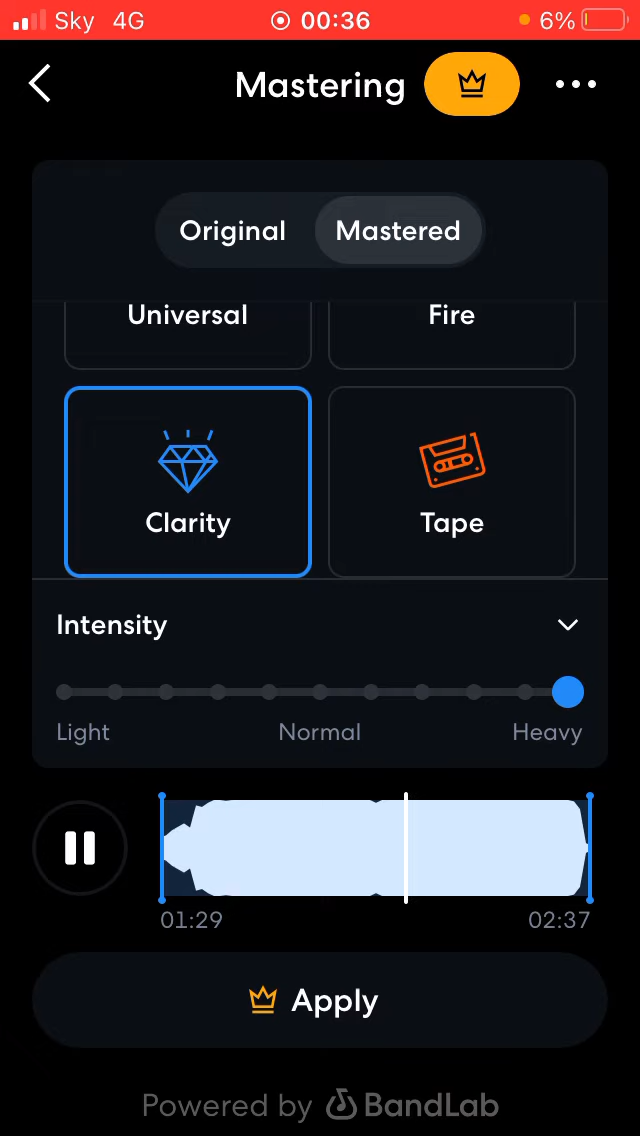 Sky 4G 00:36 6%
Mastering
Original Mastered
Universal Fire
Clarity Tape
Intensity
Light Normal Heavy
01:29 02:37
Apply
Powered by BandLab